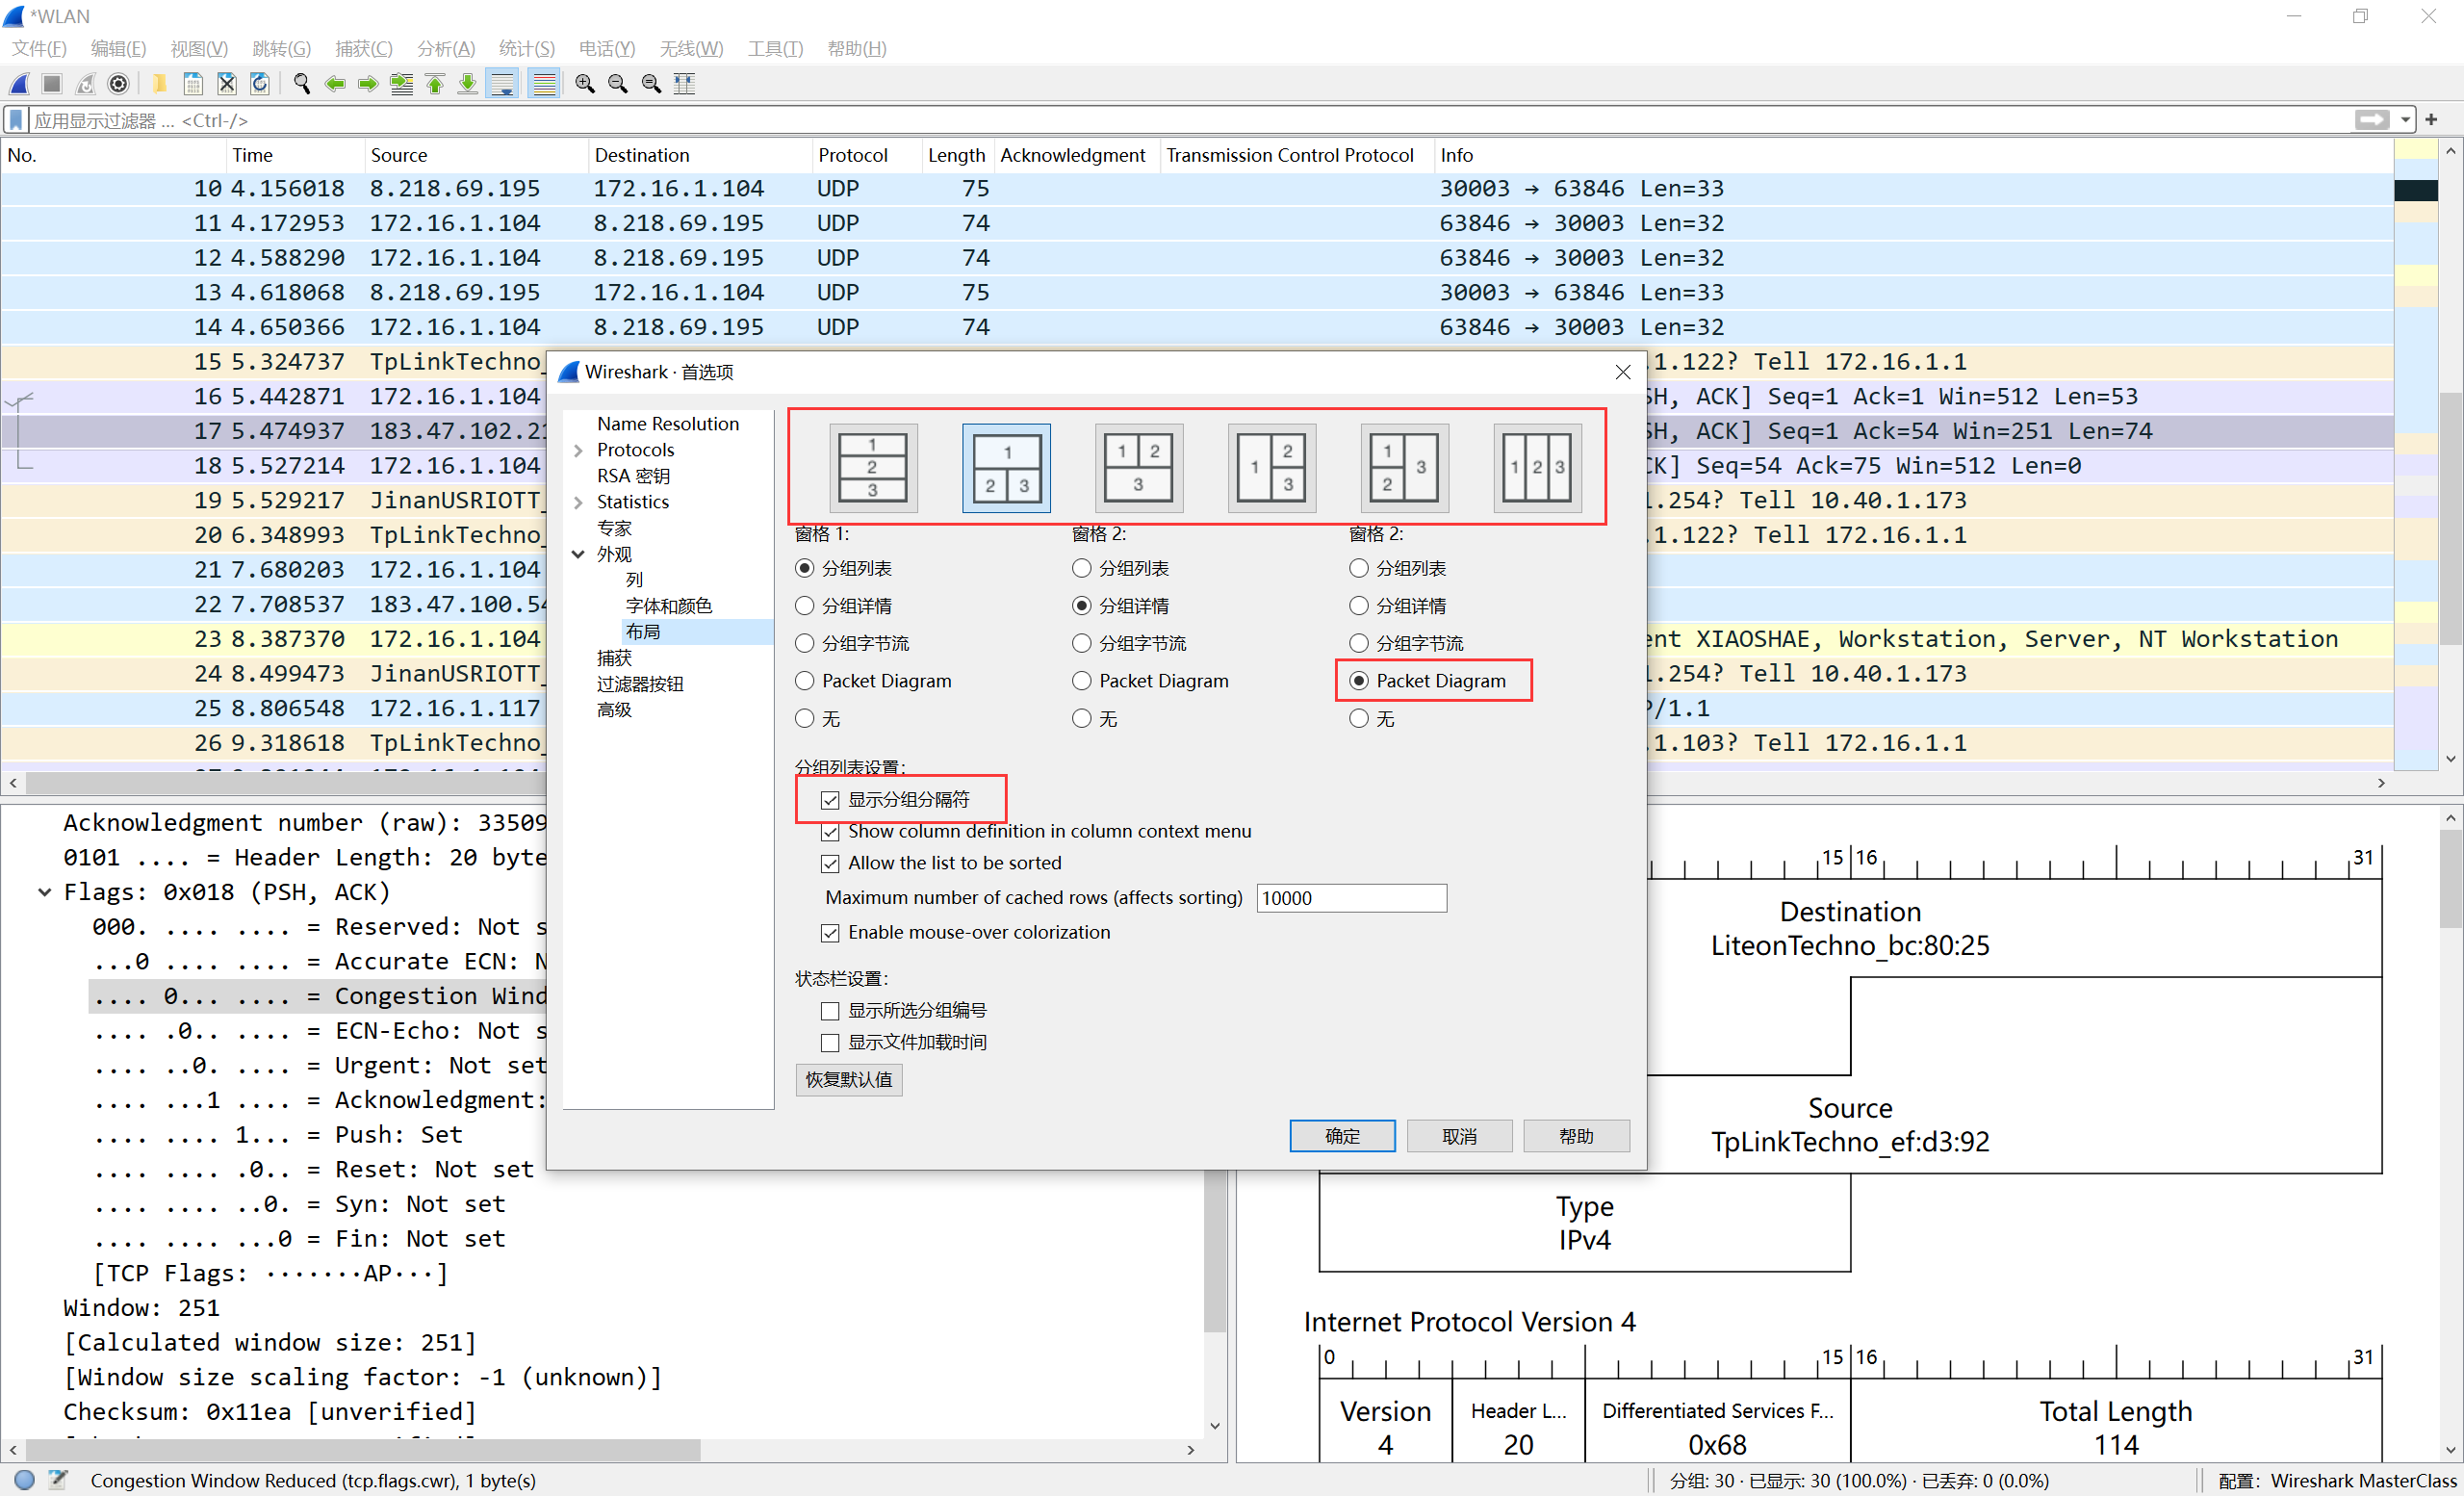 *WLAN
文件(F) 编辑(E) 视图(V) 跳转(G) 捕获(C) 分析(A) 统计(S) 电话(Y) 无线(W) 工具(T) 帮助(H)
应用显示过滤器 … <Ctrl-/>
No. Time Source Destination Protocol Length Acknowledgment Transmission Control Protocol Info
10 4.156018 8.218.69.195 172.16.1.104 UDP 75 30003 → 63846 Len=33
11 4.172953 172.16.1.104 8.218.69.195 UDP 74 63846 → 30003 Len=32
12 4.588290 172.16.1.104 8.218.69.195 UDP 74 63846 → 30003 Len=32
13 4.618068 8.218.69.195 172.16.1.104 UDP 75 30003 → 63846 Len=33
14 4.650366 172.16.1.104 8.218.69.195 UDP 74 63846 → 30003 Len=32
15 5.324737 TpLinkTechno_ .1.122? Tell 172.16.1.1
16 5.442871 172.16.1.104 SH, ACK] Seq=1 Ack=1 Win=512 Len=53
17 5.474937 183.47.102.21 SH, ACK] Seq=1 Ack=54 Win=251 Len=74
18 5.527214 172.16.1.104 CK] Seq=54 Ack=75 Win=512 Len=0
19 5.529217 JinanUSRIOTT_ 1.254? Tell 10.40.1.173
20 6.348993 TpLinkTechno_ .1.122? Tell 172.16.1.1
21 7.680203 172.16.1.104
22 7.708537 183.47.100.54
23 8.387370 172.16.1.104 ent XIAOSHAE, Workstation, Server, NT Workstation
24 8.499473 JinanUSRIOTT_ 1.254? Tell 10.40.1.173
25 8.806548 172.16.1.117 P/1.1
26 9.318618 TpLinkTechno_ .1.103? Tell 172.16.1.1
Wireshark · 首选项
Name Resolution
Protocols
RSA 密钥
Statistics
专家
外观
列
字体和颜色
布局
捕获
过滤器按钮
高级
1 2 3
1 2 3
1 2 3
1 2 3
1 2 3
1 2 3
窗格 1: 窗格 2: 窗格 2:
分组列表 分组列表 分组列表
分组详情 分组详情 分组详情
分组字节流 分组字节流 分组字节流
Packet Diagram Packet Diagram Packet Diagram
无 无 无
分组列表设置:
显示分组分隔符
Show column definition in column context menu
Allow the list to be sorted
Maximum number of cached rows (affects sorting) 10000
Enable mouse-over colorization
状态栏设置:
显示所选分组编号
显示文件加载时间
恢复默认值
确定 取消 帮助
Acknowledgment number (raw): 33509
0101 .... = Header Length: 20 byte
Flags: 0x018 (PSH, ACK)
000. .... .... = Reserved: Not s
...0 .... .... = Accurate ECN: N
.... 0... .... = Congestion Wind
.... .0.. .... = ECN-Echo: Not s
.... ..0. .... = Urgent: Not set
.... ...1 .... = Acknowledgment:
.... .... 1... = Push: Set
.... .... .0.. = Reset: Not set
.... .... ..0. = Syn: Not set
.... .... ...0 = Fin: Not set
[TCP Flags: ·······AP···]
Window: 251
[Calculated window size: 251]
[Window size scaling factor: -1 (unknown)]
Checksum: 0x11ea [unverified]
15 16 31
Destination
LiteonTechno_bc:80:25
Source
TpLinkTechno_ef:d3:92
Type
IPv4
Internet Protocol Version 4
0 15 16 31
Version Header L... Differentiated Services F... Total Length
4 20 0x68 114
Congestion Window Reduced (tcp.flags.cwr), 1 byte(s) 分组: 30 · 已显示: 30 (100.0%) · 已丢弃: 0 (0.0%) 配置: Wireshark MasterClass